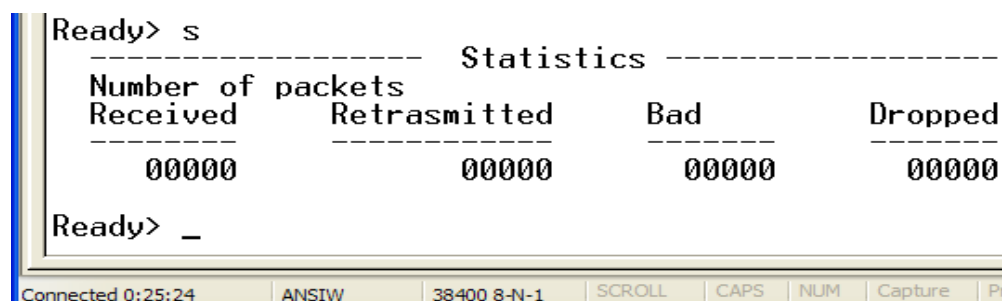 Ready> s
------------------ Statistics ------------------
Number of packets
Received Retrasmitted Bad Dropped
-------- ------------ ------- -------
00000 00000 00000 00000
Ready> _
Connected 0:25:24 ANSIW 38400 8-N-1 SCROLL CAPS NUM Capture